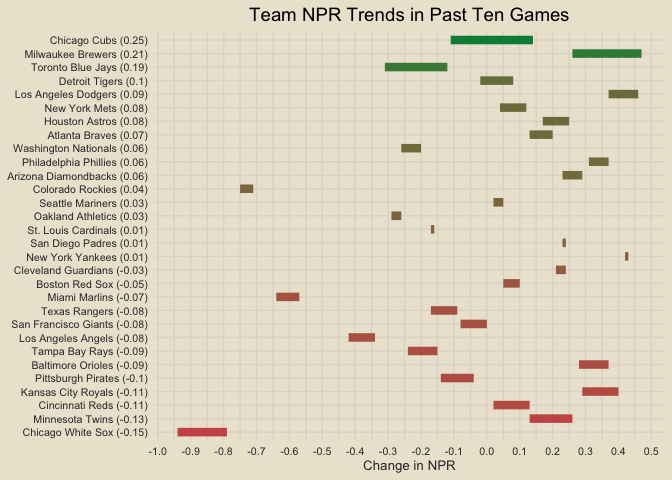 Team NPR Trends in Past Ten Games
Chicago Cubs (0.25)
Milwaukee Brewers (0.21)
Toronto Blue Jays (0.19)
Detroit Tigers (0.1)
Los Angeles Dodgers (0.09)
New York Mets (0.08)
Houston Astros (0.08)
Atlanta Braves (0.07)
Washington Nationals (0.06)
Philadelphia Phillies (0.06)
Arizona Diamondbacks (0.06)
Colorado Rockies (0.04)
Seattle Mariners (0.03)
Oakland Athletics (0.03)
St. Louis Cardinals (0.01)
San Diego Padres (0.01)
New York Yankees (0.01)
Cleveland Guardians (-0.03)
Boston Red Sox (-0.05)
Miami Marlins (-0.07)
Texas Rangers (-0.08)
San Francisco Giants (-0.08)
Los Angeles Angels (-0.08)
Tampa Bay Rays (-0.09)
Baltimore Orioles (-0.09)
Pittsburgh Pirates (-0.1)
Kansas City Royals (-0.11)
Cincinnati Reds (-0.11)
Minnesota Twins (-0.13)
Chicago White Sox (-0.15)
-1.0 -0.9 -0.8 -0.7 -0.6 -0.5 -0.4 -0.3 -0.2 -0.1 0.0 0.1 0.2 0.3 0.4 0.5
Change in NPR